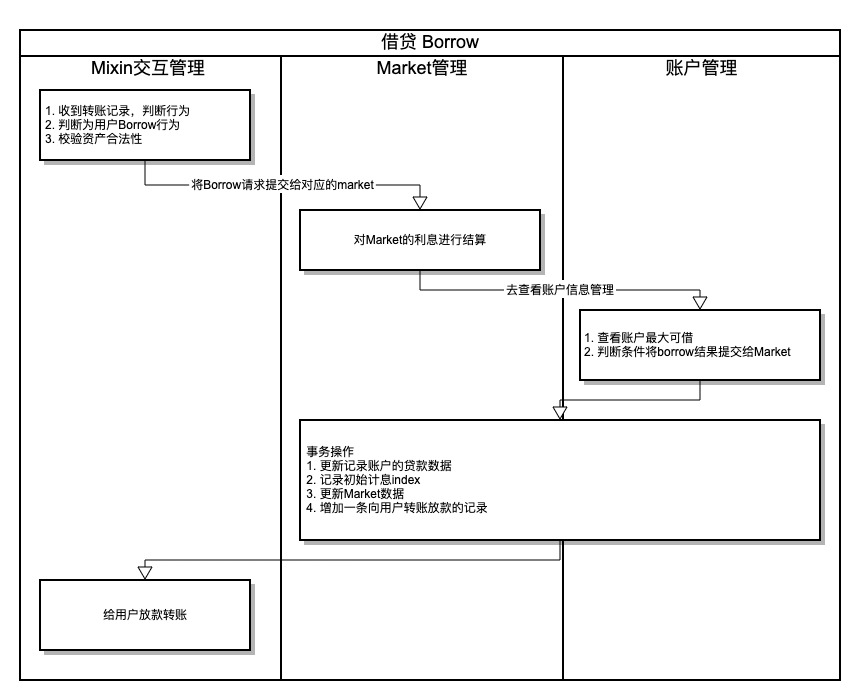 借贷 Borrow
Mixin交互管理
Market管理
账户管理
1. 收到转账记录，判断行为
2. 判断为用户Borrow行为
3. 校验资产合法性
将Borrow请求提交给对应的market
对Market的利息进行结算
去查看账户信息管理
1. 查看账户最大可借
2. 判断条件将borrow结果提交给Market
事务操作
1. 更新记录账户的贷款数据
2. 记录初始计息index
3. 更新Market数据
4. 增加一条向用户转账放款的记录
给用户放款转账